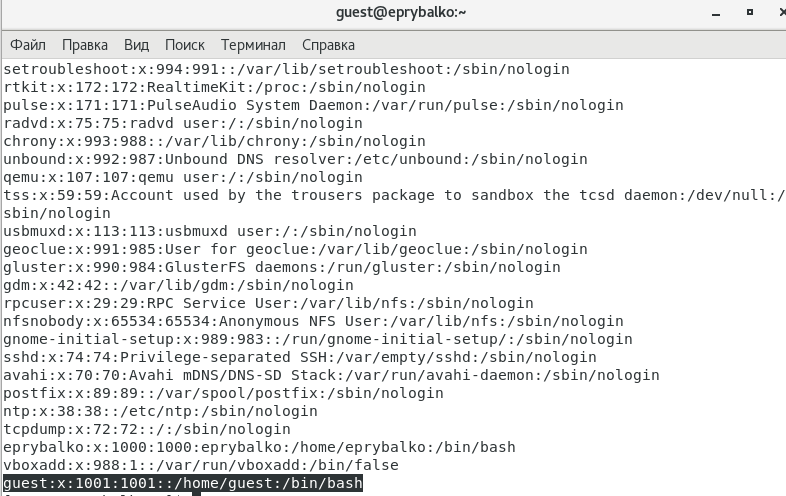 guest@eprybalko:~
Файл Правка Вид Поиск Терминал Справка
setroubleshoot:x:994:991::/var/lib/setroubleshoot:/sbin/nologin
rtkit:x:172:172:RealtimeKit:/proc:/sbin/nologin
pulse:x:171:171:PulseAudio System Daemon:/var/run/pulse:/sbin/nologin
radvd:x:75:75:radvd user:/:/sbin/nologin
chrony:x:993:988::/var/lib/chrony:/sbin/nologin
unbound:x:992:987:Unbound DNS resolver:/etc/unbound:/sbin/nologin
qemu:x:107:107:qemu user:/:/sbin/nologin
tss:x:59:59:Account used by the trousers package to sandbox the tcsd daemon:/dev/null:/
sbin/nologin
usbmuxd:x:113:113:usbmuxd user:/:/sbin/nologin
geoclue:x:991:985:User for geoclue:/var/lib/geoclue:/sbin/nologin
gluster:x:990:984:GlusterFS daemons:/run/gluster:/sbin/nologin
gdm:x:42:42::/var/lib/gdm:/sbin/nologin
rpcuser:x:29:29:RPC Service User:/var/lib/nfs:/sbin/nologin
nfsnobody:x:65534:65534:Anonymous NFS User:/var/lib/nfs:/sbin/nologin
gnome-initial-setup:x:989:983::/run/gnome-initial-setup/:/sbin/nologin
sshd:x:74:74:Privilege-separated SSH:/var/empty/sshd:/sbin/nologin
avahi:x:70:70:Avahi mDNS/DNS-SD Stack:/var/run/avahi-daemon:/sbin/nologin
postfix:x:89:89::/var/spool/postfix:/sbin/nologin
ntp:x:38:38::/etc/ntp:/sbin/nologin
tcpdump:x:72:72::/:/sbin/nologin
eprybalko:x:1000:1000:eprybalko:/home/eprybalko:/bin/bash
vboxadd:x:988:1::/var/run/vboxadd:/bin/false
guest:x:1001:1001::/home/guest:/bin/bash